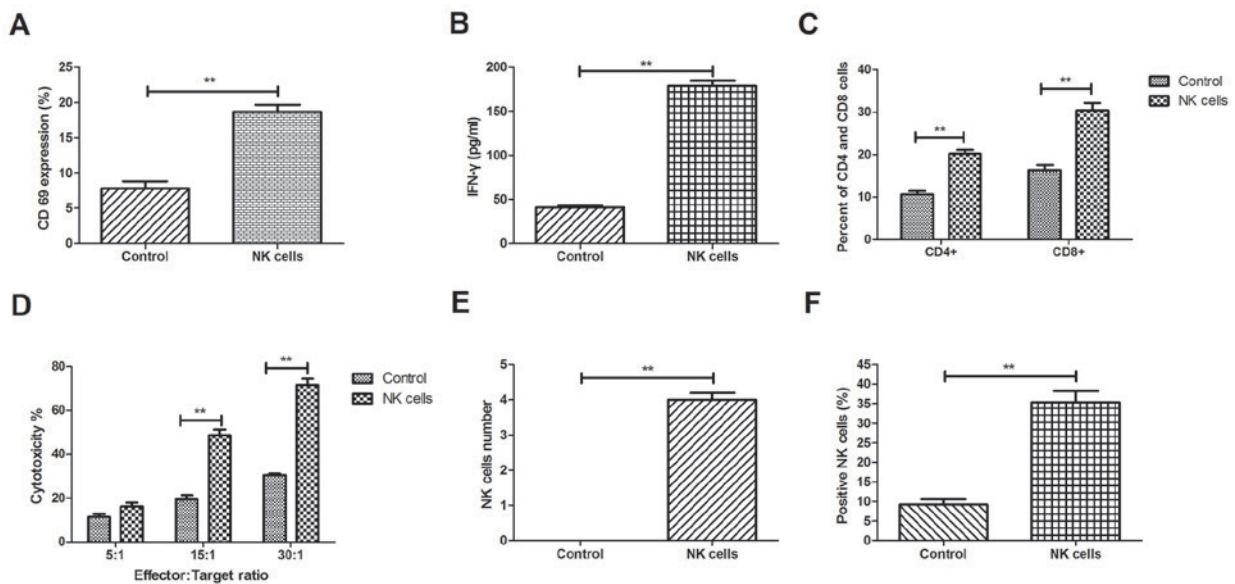 A
CD 69 expression (%)
25
20
15
10
5
0
**
Control
NK cells
B
IFN-γ (pg/ml)
200
150
100
50
0
**
Control
NK cells
C
Percent of CD4 and CD8 cells
40
30
20
10
0
**
**
CD4+
CD8+
Control
NK cells
D
Cytotoxicity %
80
60
40
20
0
**
**
5:1
15:1
30:1
Effector:Target ratio
Control
NK cells
E
NK cells number
5
4
3
2
1
0
**
Control
NK cells
F
Positive NK cells (%)
45
40
35
30
25
20
15
10
5
0
**
Control
NK cells